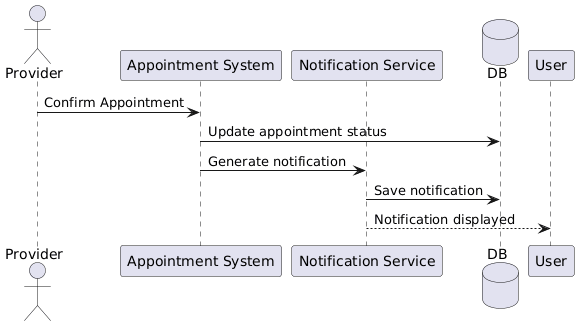 Provider
Appointment System
Notification Service
DB
User
Confirm Appointment
Update appointment status
Generate notification
Save notification
Notification displayed
Provider
Appointment System
Notification Service
DB
User